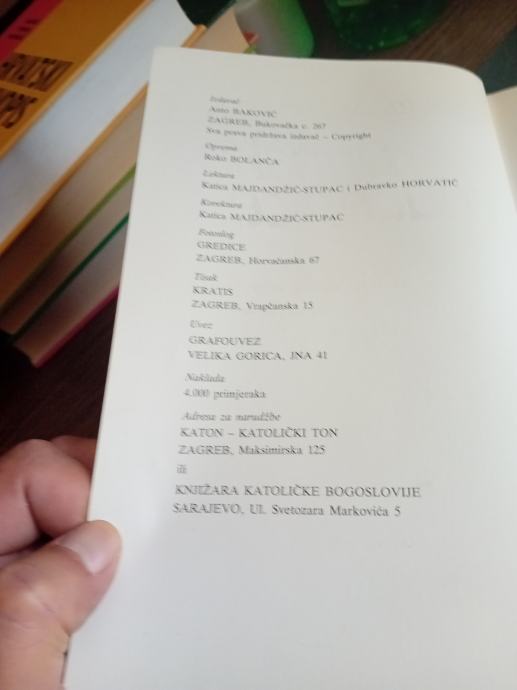 Izdavač
Anto BAKOVIĆ
ZAGREB, Bukovačka c. 267
Sva prava pridržava izdavač – Copyright
Oprema
Roko BOLANČA
Lektura
Katica MAJDANDŽIĆ-STUPAC i Dubravko HORVATIĆ
Korektura
Katica MAJDANDŽIĆ-STUPAC
Fotoslog
GREDICE
ZAGREB, Horvaćanska 67
Tisak
KRATIS
ZAGREB, Vrapčanska 15
Uvez
GRAFOUVEZ
VELIKA GORICA, JNA 41
Naklada
4.000 primjeraka
Adresa za narudžbe
KATON – KATOLIČKI TON
ZAGREB, Maksimirska 125
ili
KNJIŽARA KATOLIČKE BOGOSLOVIJE
SARAJEVO, Ul. Svetozara Markovića 5